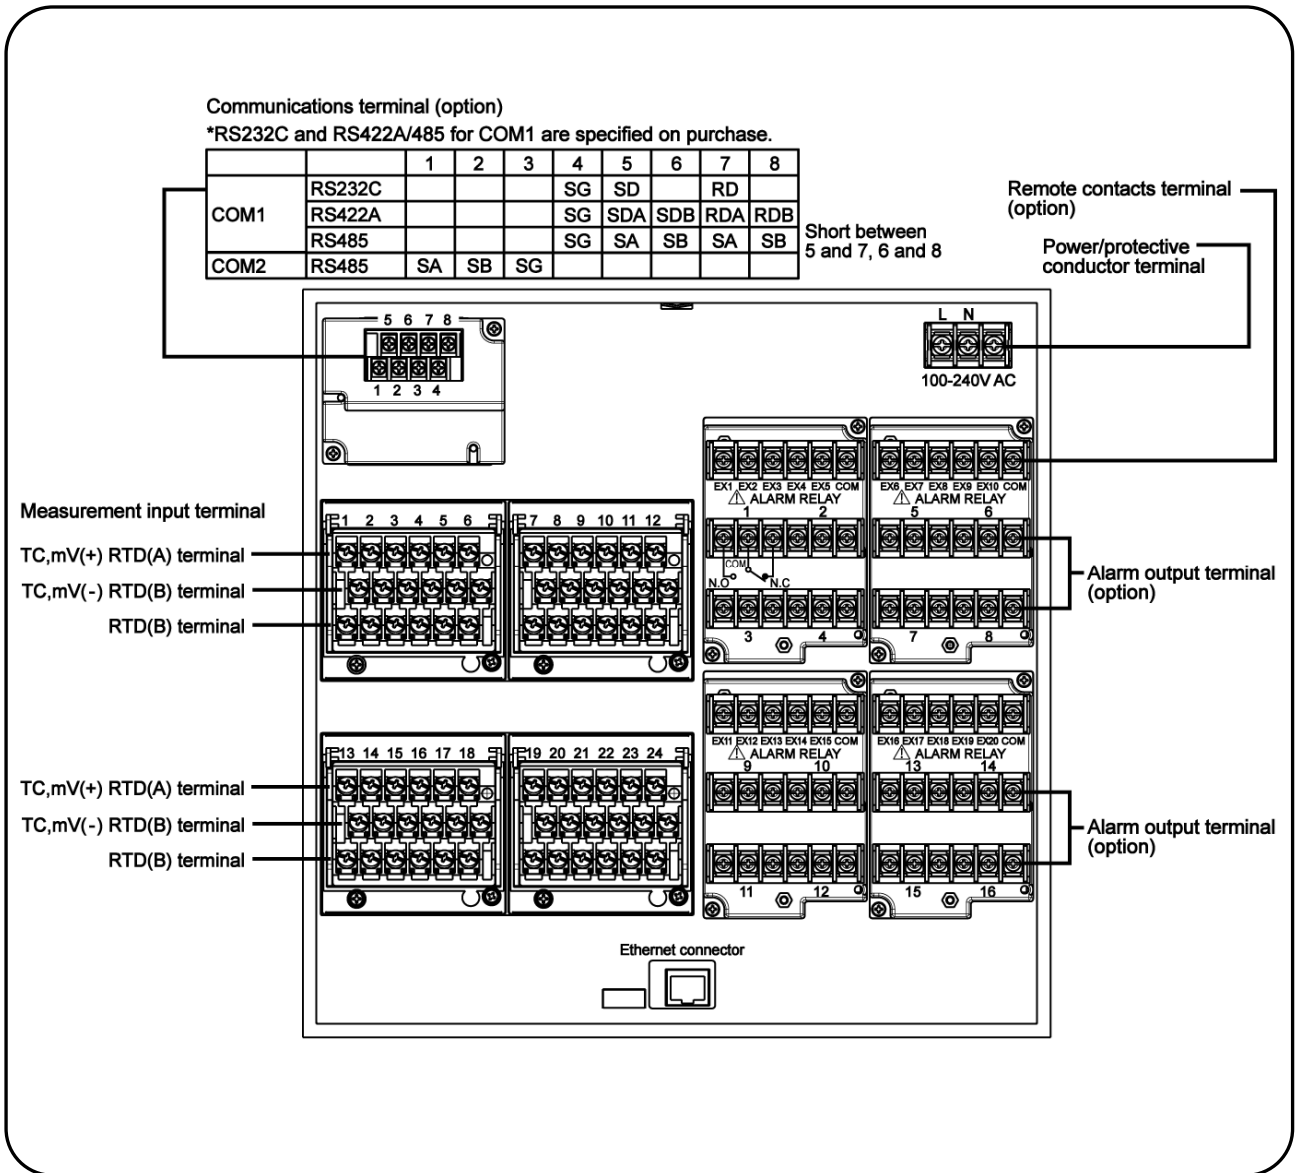 Communications terminal (option)
*RS232C and RS422A/485 for COM1 are specified on purchase.
1 2 3 4 5 6 7 8
RS232C SG SD RD
COM1 RS422A SG SDA SDB RDA RDB
RS485 SG SA SB SA SB
COM2 RS485 SA SB SG
Short between
5 and 7, 6 and 8
Remote contacts terminal
(option)
Power/protective
conductor terminal
5 6 7 8
1 2 3 4
L N
100-240V AC
EX1 EX2 EX3 EX4 EX5 COM
ALARM RELAY
1 2
COM
N.O N.C
3 4
EX6 EX7 EX8 EX9 EX10 COM
ALARM RELAY
5 6
7 8
Alarm output terminal
(option)
Measurement input terminal
TC,mV(+) RTD(A) terminal
TC,mV(-) RTD(B) terminal
RTD(B) terminal
1 2 3 4 5 6
7 8 9 10 11 12
EX11 EX12 EX13 EX14 EX15 COM
ALARM RELAY
9 10
11 12
EX16 EX17 EX18 EX19 EX20 COM
ALARM RELAY
13 14
15 16
Alarm output terminal
(option)
13 14 15 16 17 18
19 20 21 22 23 24
TC,mV(+) RTD(A) terminal
TC,mV(-) RTD(B) terminal
RTD(B) terminal
Ethernet connector